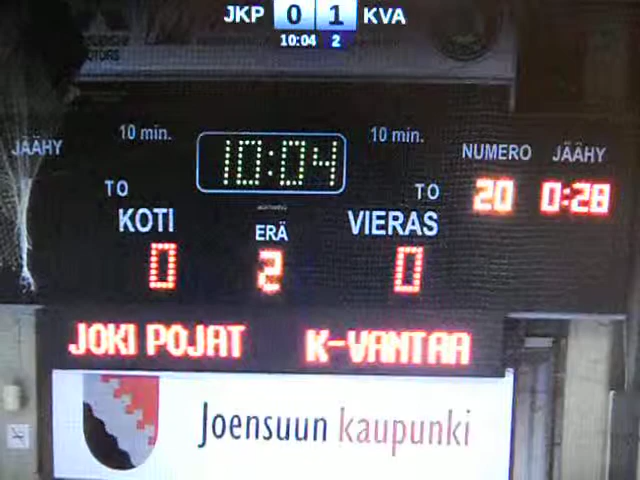 JKP 0 1 KVA
10:04 2
10 min. 10:04 10 min.
JÄÄHY NUMERO JÄÄHY
TO TO 20 0:28
KOTI ERÄ VIERAS
0 2 0
JOKI POJAT K-VANTAA
Joensuun kaupunki